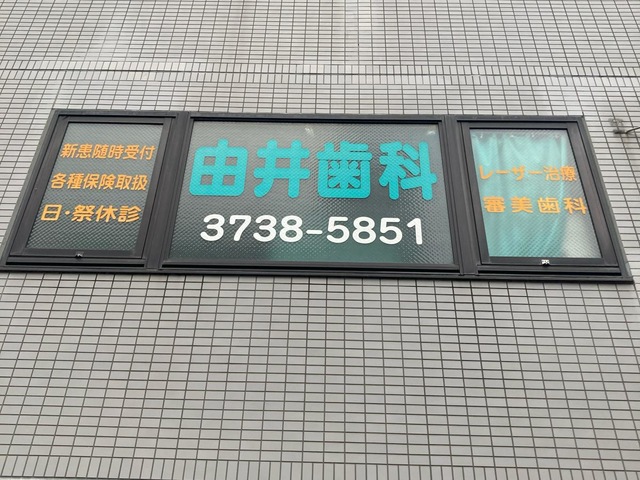 新患随時受付
各種保険取扱
日・祭休診
由井歯科
3738-5851
レーザー治療
審美歯科